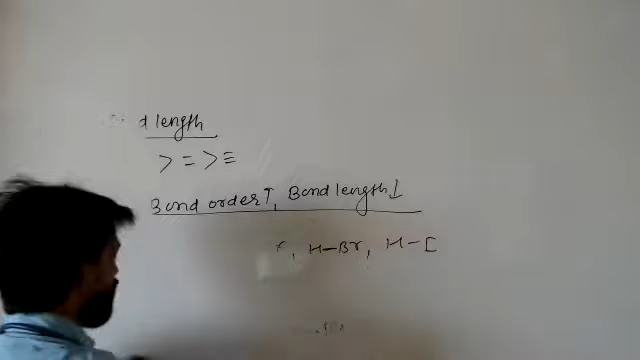 d length
> = > ≡
Bond order↑, Bond length↓
, H-Br, H-I